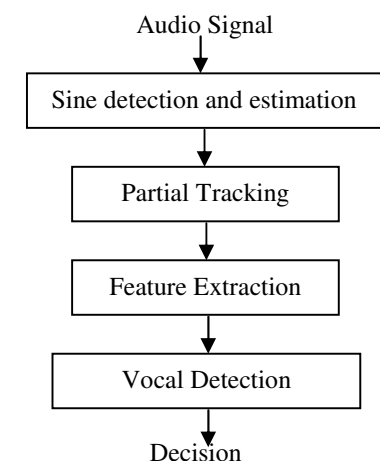 Audio Signal
Sine detection and estimation
Partial Tracking
Feature Extraction
Vocal Detection
Decision